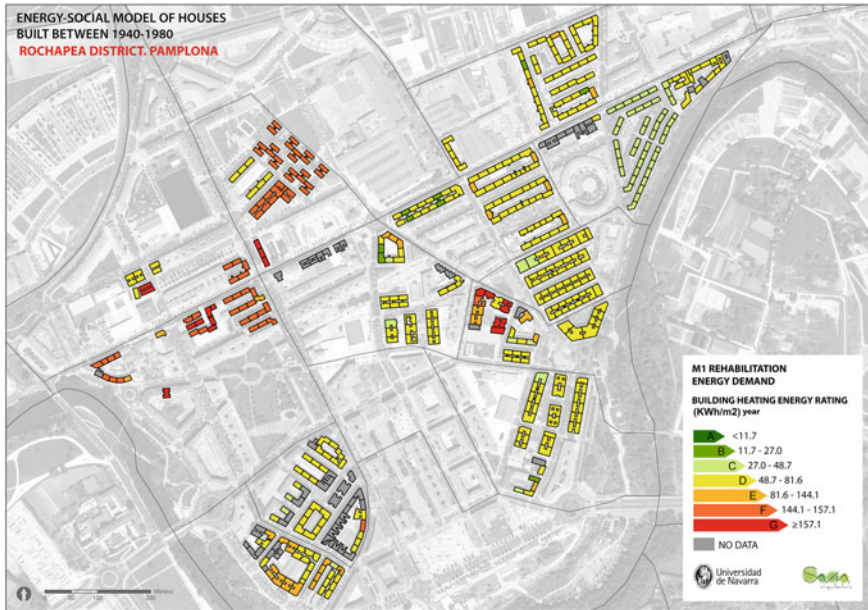 ENERGY-SOCIAL MODEL OF HOUSES
BUILT BETWEEN 1940-1980
ROCHAPEA DISTRICT. PAMPLONA
M1 REHABILITATION
ENERGY DEMAND
BUILDING HEATING ENERGY RATING
(KWh/m2) year
A <11.7
B 11.7 - 27.0
C 27.0 - 48.7
D 48.7 - 81.6
E 81.6 - 144.1
F 144.1 - 157.1
G ≥157.1
NO DATA
Universidad
de Navarra
Meters